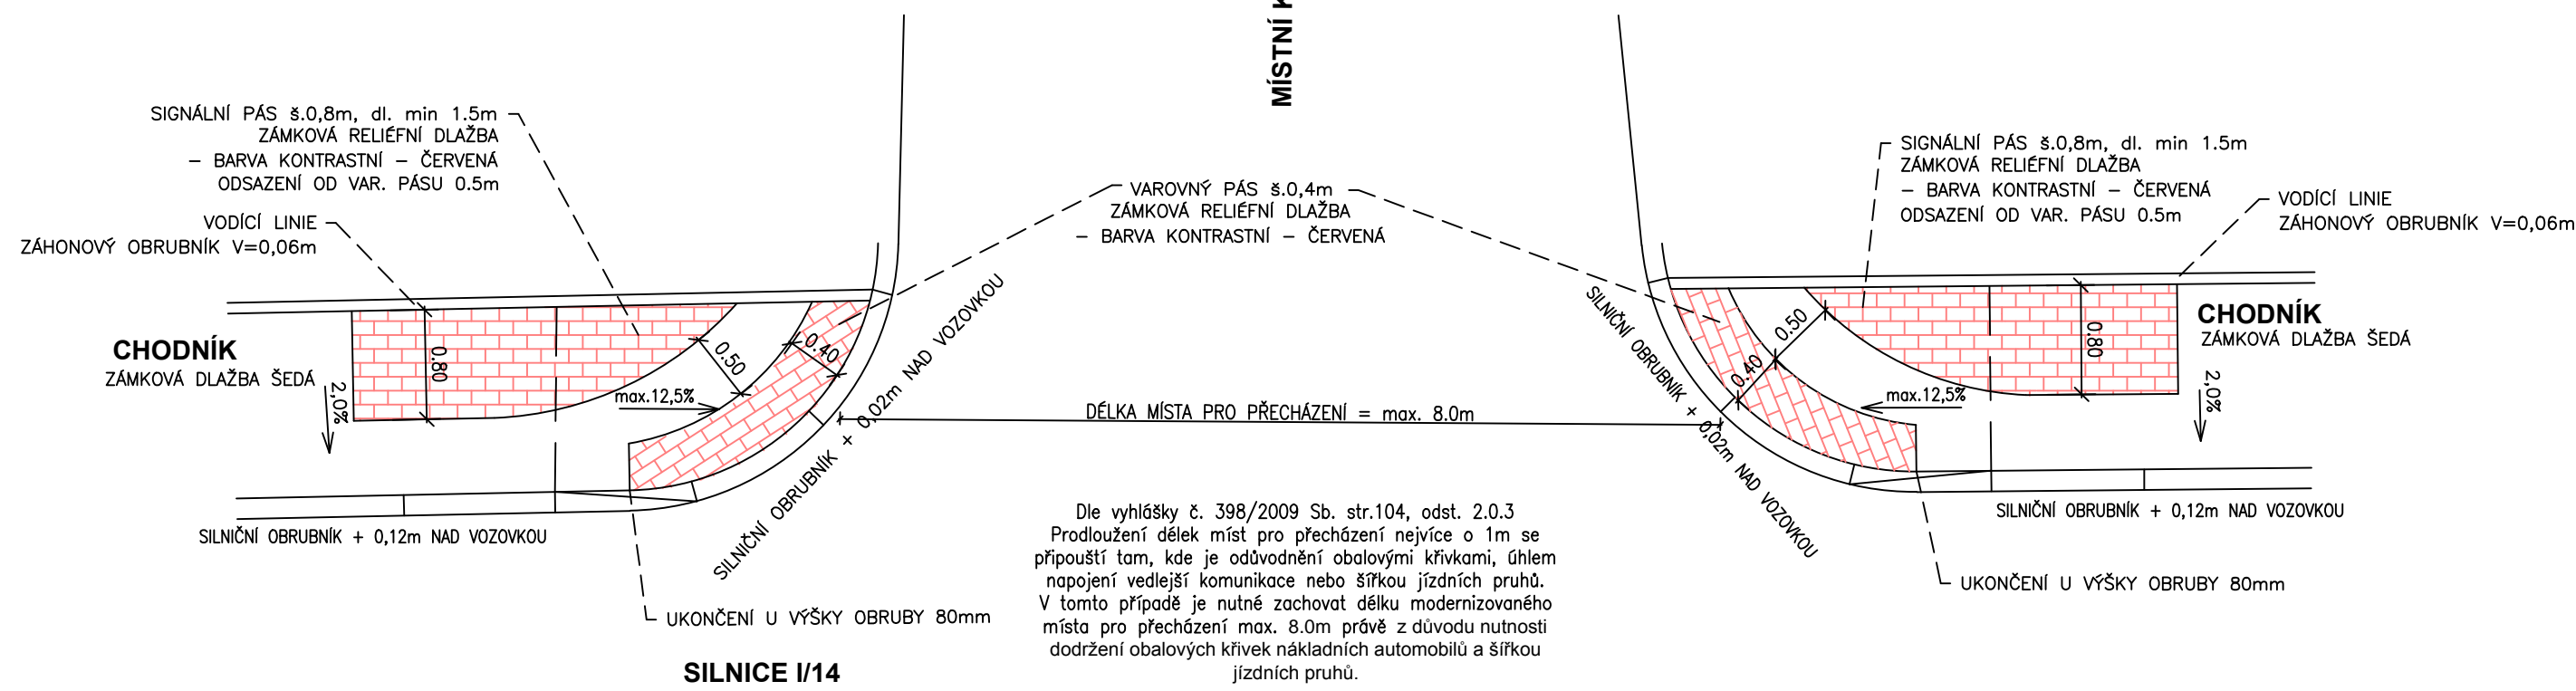 MÍSTNÍ K
SIGNÁLNÍ PÁS š.0,8m, dl. min 1.5m
ZÁMKOVÁ RELIÉFNÍ DLAŽBA
– BARVA KONTRASTNÍ – ČERVENÁ
ODSAZENÍ OD VAR. PÁSU 0.5m
VODÍCÍ LINIE
ZÁHONOVÝ OBRUBNÍK V=0,06m
VAROVNÝ PÁS š.0,4m
ZÁMKOVÁ RELIÉFNÍ DLAŽBA
– BARVA KONTRASTNÍ – ČERVENÁ
SIGNÁLNÍ PÁS š.0,8m, dl. min 1.5m
ZÁMKOVÁ RELIÉFNÍ DLAŽBA
– BARVA KONTRASTNÍ – ČERVENÁ
ODSAZENÍ OD VAR. PÁSU 0.5m
VODÍCÍ LINIE
ZÁHONOVÝ OBRUBNÍK V=0,06m
CHODNÍK
ZÁMKOVÁ DLAŽBA ŠEDÁ
2,0%
0.80
0.50
0.40
max.12,5%
SILNIČNÍ OBRUBNÍK + 0,02m NAD VOZOVKOU
DÉLKA MÍSTA PRO PŘECHÁZENÍ = max. 8.0m
SILNIČNÍ OBRUBNÍK + 0,02m NAD VOZOVKOU
0.40
0.50
max.12,5%
0.80
2,0%
CHODNÍK
ZÁMKOVÁ DLAŽBA ŠEDÁ
SILNIČNÍ OBRUBNÍK + 0,12m NAD VOZOVKOU
SILNIČNÍ OBRUBNÍK + 0,12m NAD VOZOVKOU
UKONČENÍ U VÝŠKY OBRUBY 80mm
UKONČENÍ U VÝŠKY OBRUBY 80mm
Dle vyhlášky č. 398/2009 Sb. str.104, odst. 2.0.3
Prodloužení délek míst pro přecházení nejvíce o 1m se
připouští tam, kde je odůvodnění obalovými křivkami, úhlem
napojení vedlejší komunikace nebo šířkou jízdních pruhů.
V tomto případě je nutné zachovat délku modernizovaného
místa pro přecházení max. 8.0m právě z důvodu nutnosti
dodržení obalových křivek nákladních automobilů a šířkou
jízdních pruhů.
SILNICE I/14